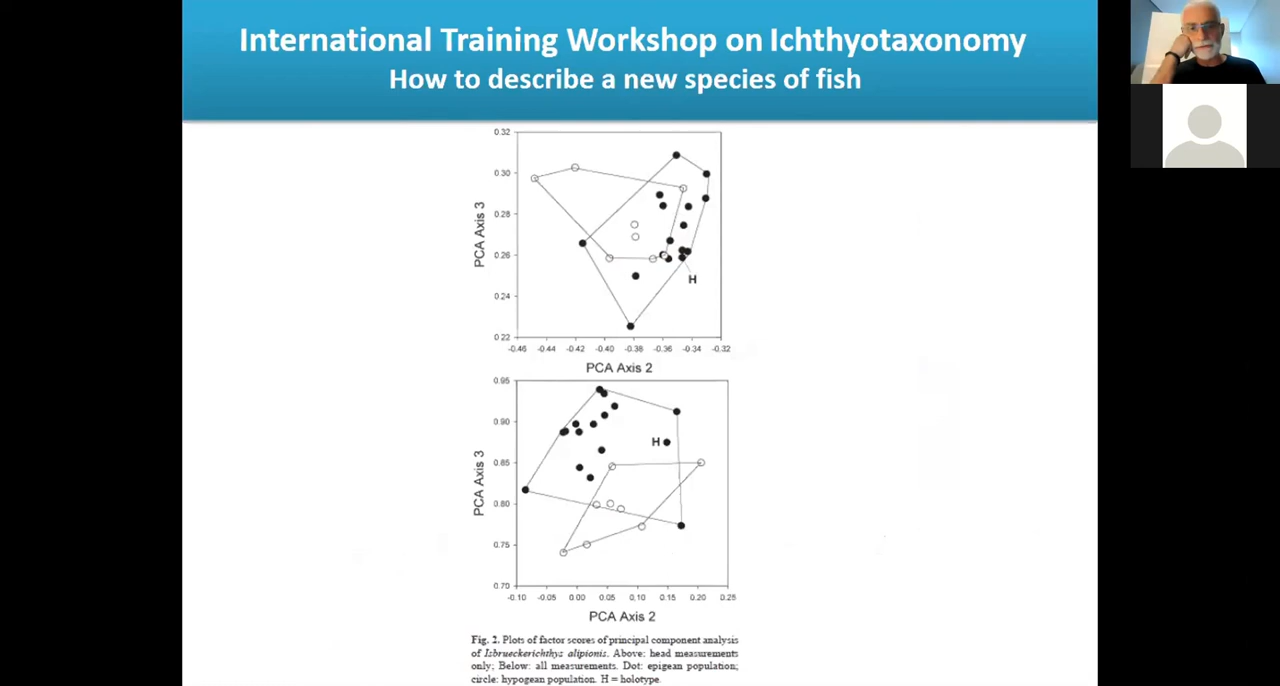 International Training Workshop on Ichthyotaxonomy
How to describe a new species of fish
0.32
0.30
0.28
0.26
0.24
0.22
PCA Axis 3
H
-0.46 -0.44 -0.42 -0.40 -0.38 -0.36 -0.34 -0.32
PCA Axis 2
0.95
0.90
0.85
0.80
0.75
0.70
PCA Axis 3
H
-0.10 -0.05 0.00 0.05 0.10 0.15 0.20 0.25
PCA Axis 2
Fig. 2. Plots of factor scores of principal component analysis
of Isbrueckerichthys alipionis. Above: head measurements
only; Below: all measurements. Dot: epigean population;
circle: hypogean population. H = holotype.